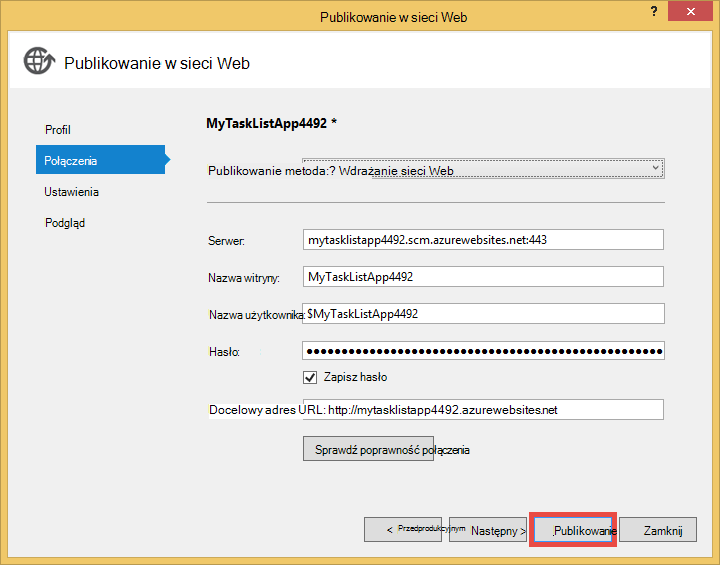 Publikowanie w sieci Web
?
Publikowanie w sieci Web
Profil
Połączenia
Ustawienia
Podgląd
MyTaskListApp4492 *
Publikowanie metoda:? Wdrażanie sieci Web
Serwer: mytasklistapp4492.scm.azurewebsites.net:443
Nazwa witryny: MyTaskListApp4492
Nazwa użytkownika: $MyTaskListApp4492
Hasło:
Zapisz hasło
Docelowy adres URL: http://mytasklistapp4492.azurewebsites.net
Sprawdź poprawność połączenia
< Przedprodukcyjnym Następny > Publikowanie Zamknij